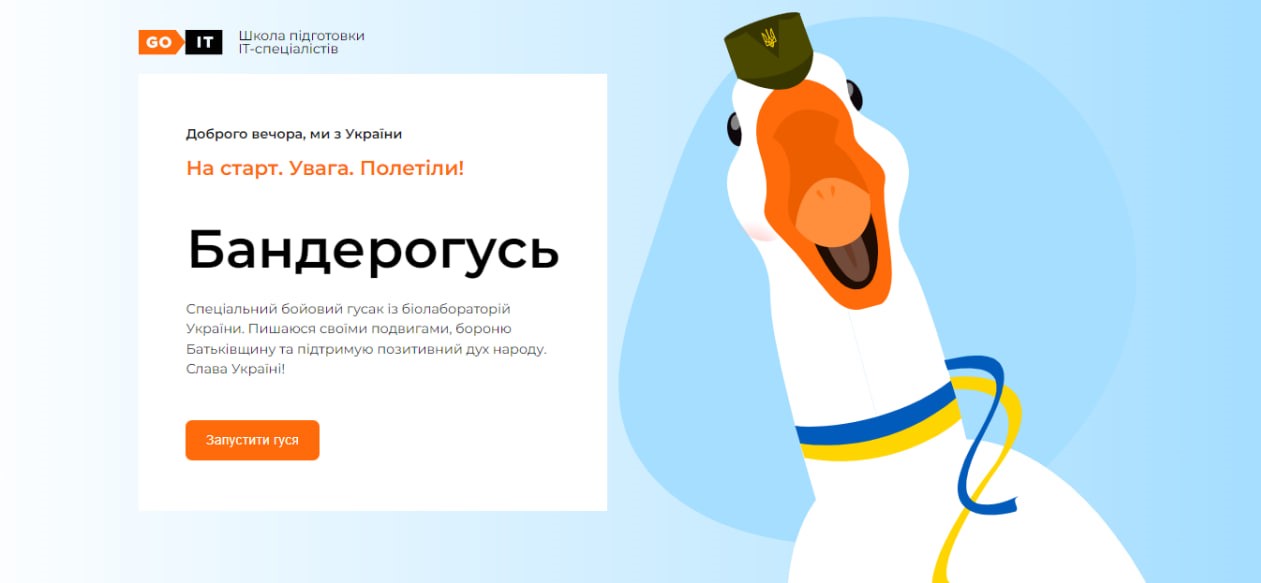 GO IT
Школа підготовки
ІТ-спеціалістів
Доброго вечора, ми з України
На старт. Увага. Полетіли!
Бандерогусь
Спеціальний бойовий гусак із біолабораторій
України. Пишаюся своїми подвигами, бороню
Батьківщину та підтримую позитивний дух народу.
Слава Україні!
Запустити гуся